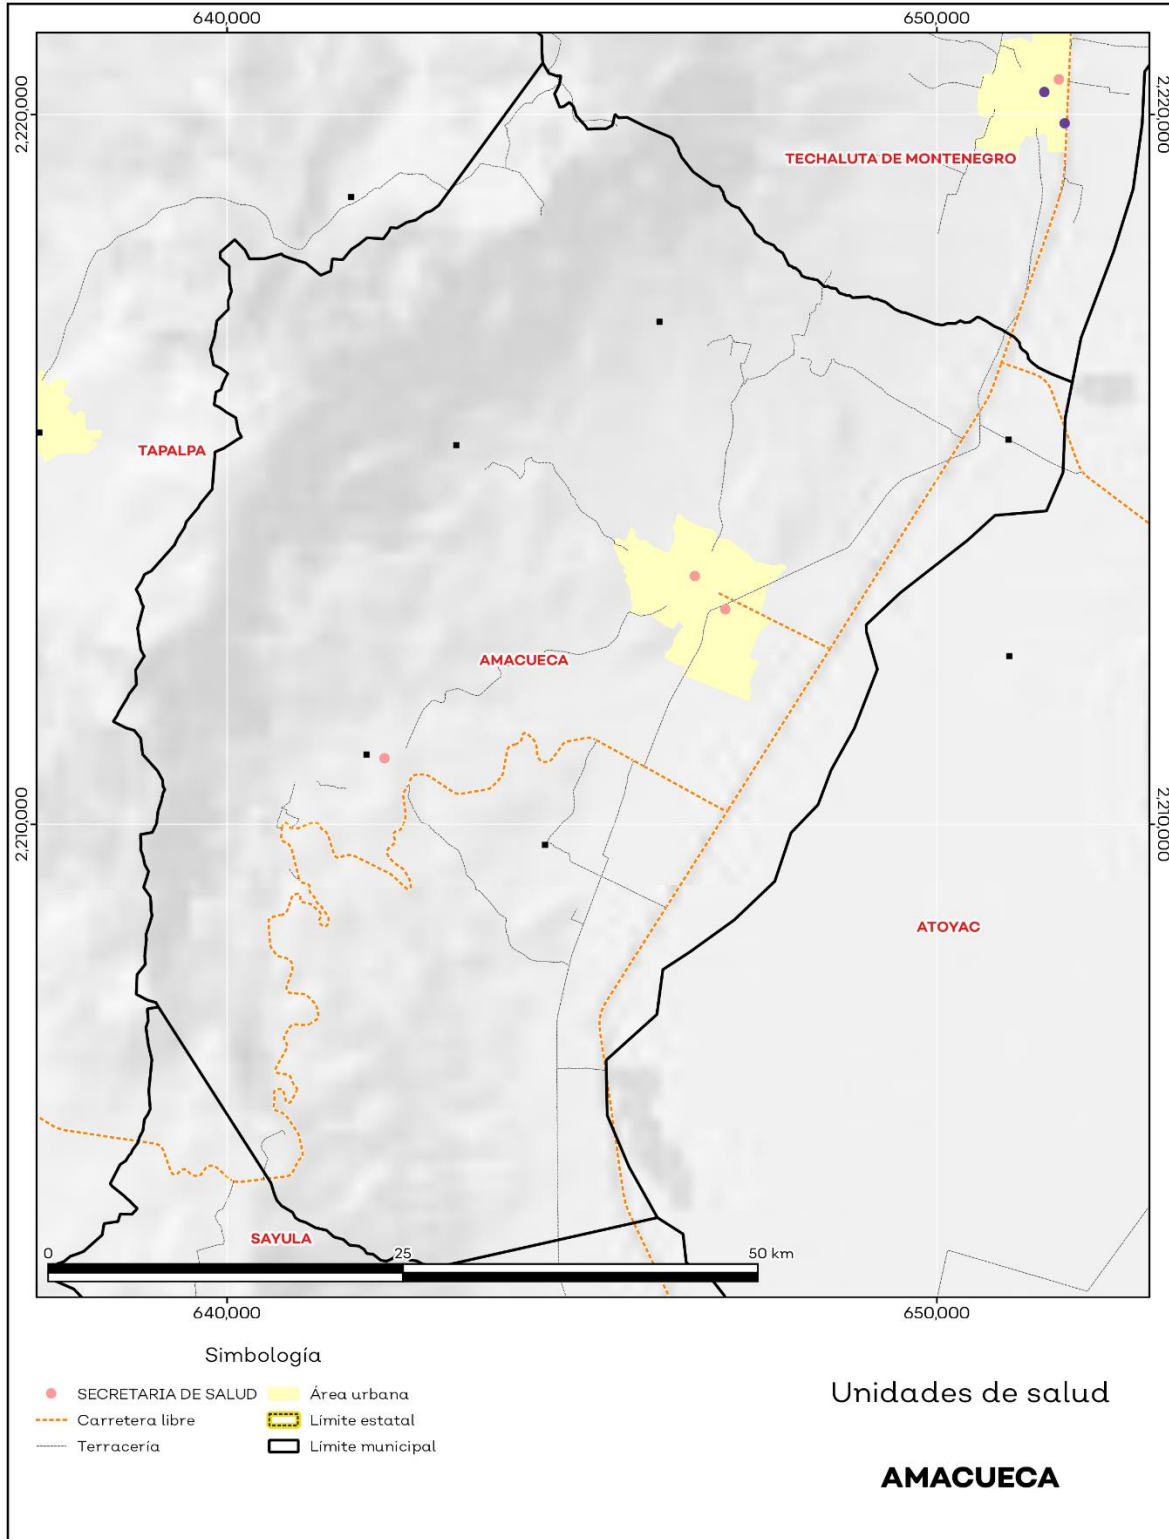 640,000
650,000
2,220,000
2,220,000
TECHALUTA DE MONTENEGRO
TAPALPA
AMACUECA
2,210,000
2,210,000
ATOYAC
SAYULA
0 25 50 km
640,000
650,000
Simbología
SECRETARIA DE SALUD
Carretera libre
Terracería
Área urbana
Límite estatal
Límite municipal
Unidades de salud
AMACUECA